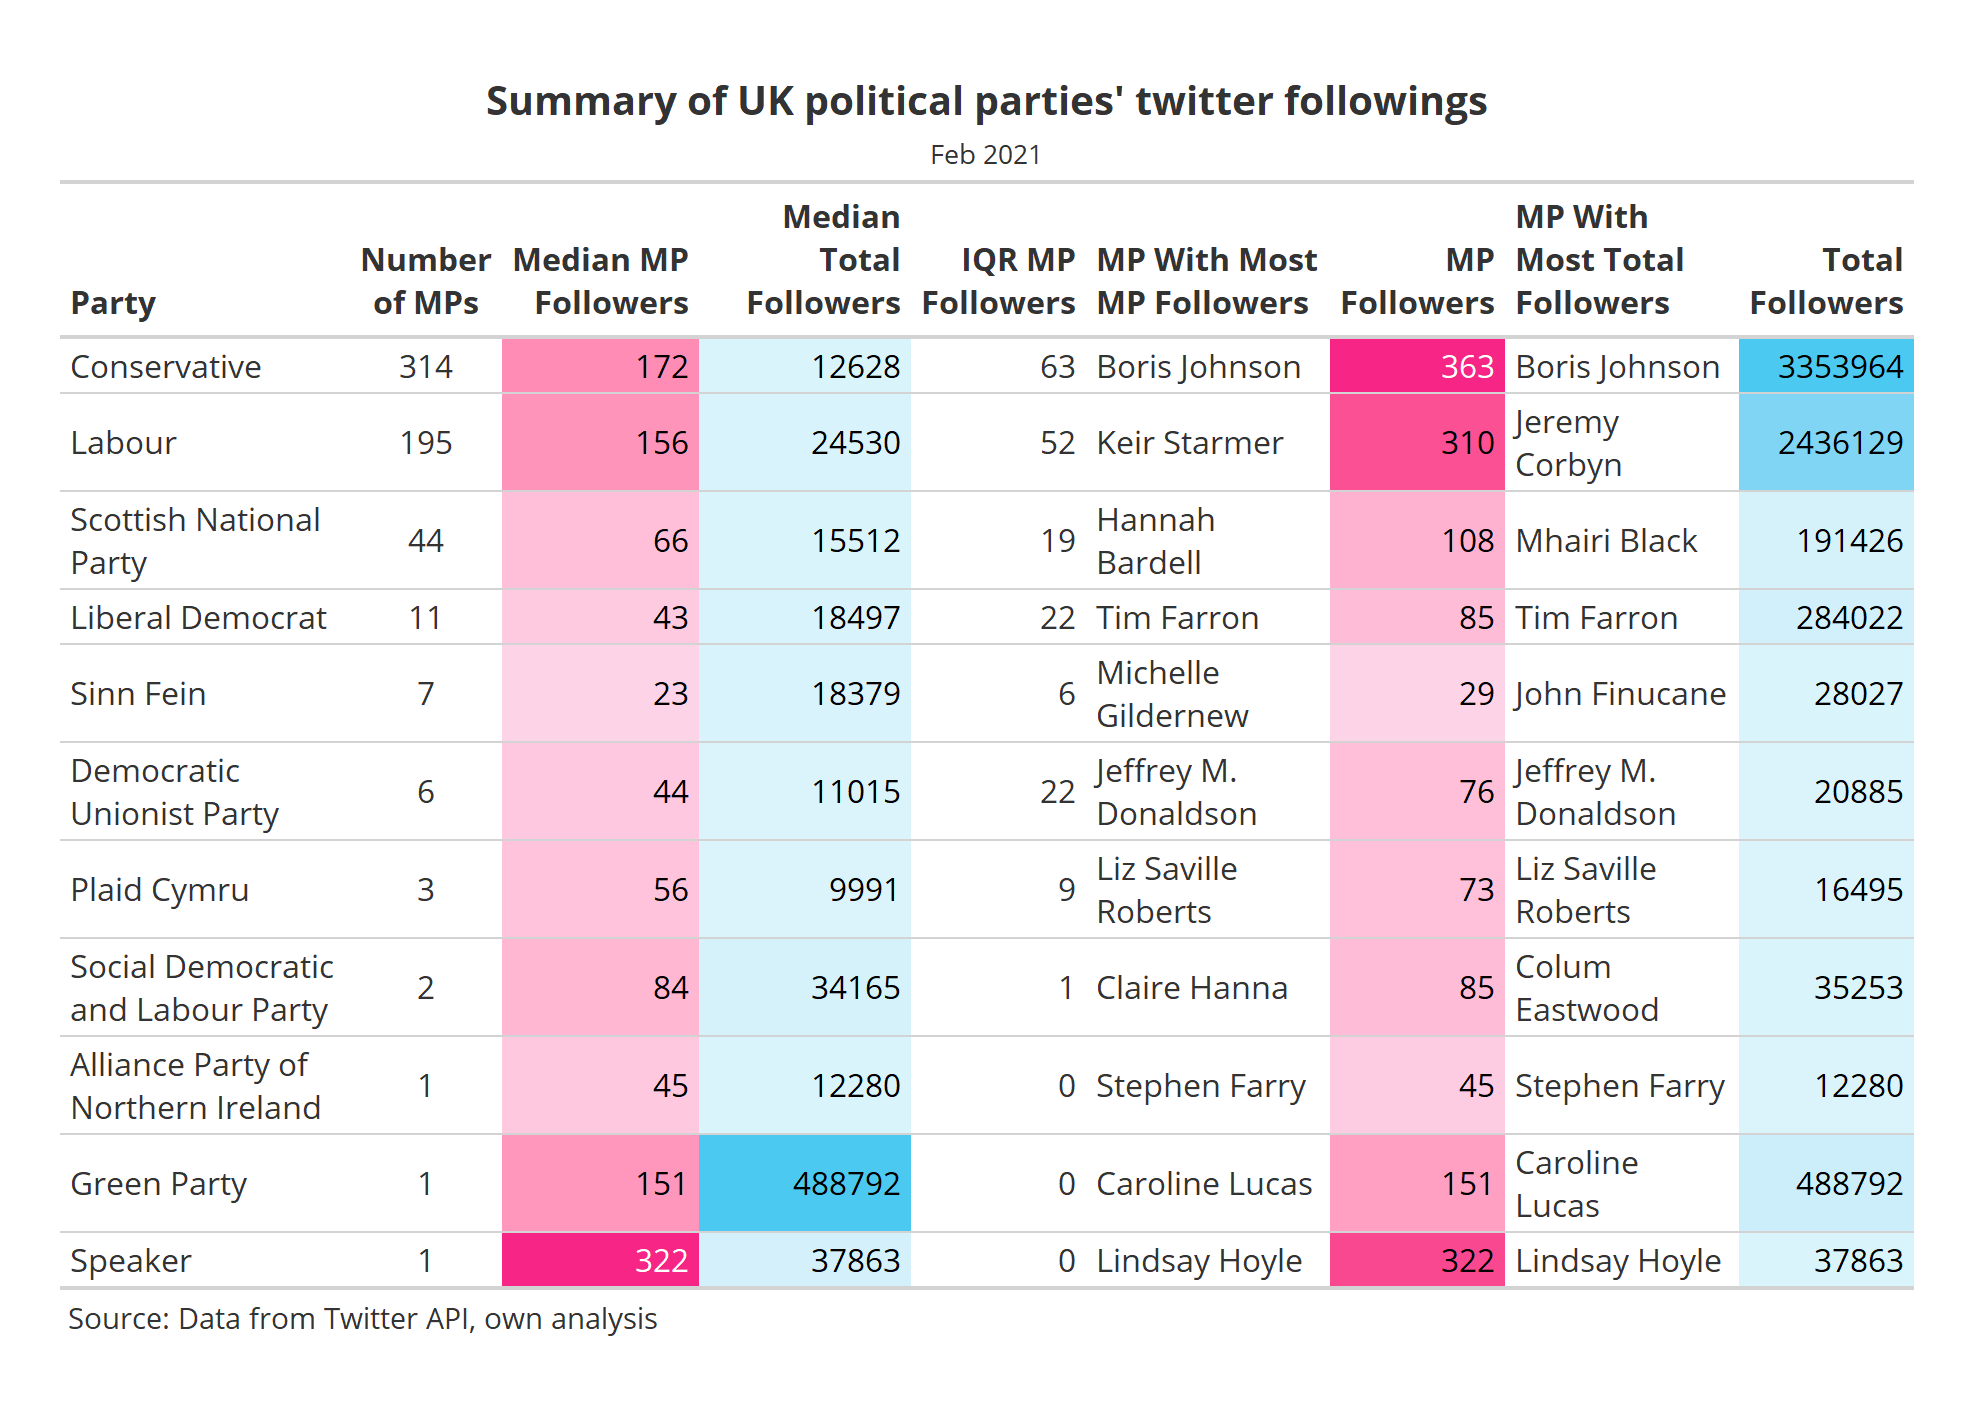 Summary of UK political parties' twitter followings
Feb 2021
Party
Number
of MPs
Median MP
Followers
Median
Total
Followers
IQR MP
Followers
MP With Most
MP Followers
MP
Followers
MP With
Most Total
Followers
Total
Followers
Conservative 314 172 12628 63 Boris Johnson 363 Boris Johnson 3353964
Labour 195 156 24530 52 Keir Starmer 310 Jeremy
Corbyn 2436129
Scottish National
Party 44 66 15512 19 Hannah
Bardell 108 Mhairi Black 191426
Liberal Democrat 11 43 18497 22 Tim Farron 85 Tim Farron 284022
Sinn Fein 7 23 18379 6 Michelle
Gildernew 29 John Finucane 28027
Democratic
Unionist Party 6 44 11015 22 Jeffrey M.
Donaldson 76 Jeffrey M.
Donaldson 20885
Plaid Cymru 3 56 9991 9 Liz Saville
Roberts 73 Liz Saville
Roberts 16495
Social Democratic
and Labour Party 2 84 34165 1 Claire Hanna 85 Colum
Eastwood 35253
Alliance Party of
Northern Ireland 1 45 12280 0 Stephen Farry 45 Stephen Farry 12280
Green Party 1 151 488792 0 Caroline Lucas 151 Caroline
Lucas 488792
Speaker 1 322 37863 0 Lindsay Hoyle 322 Lindsay Hoyle 37863
Source: Data from Twitter API, own analysis